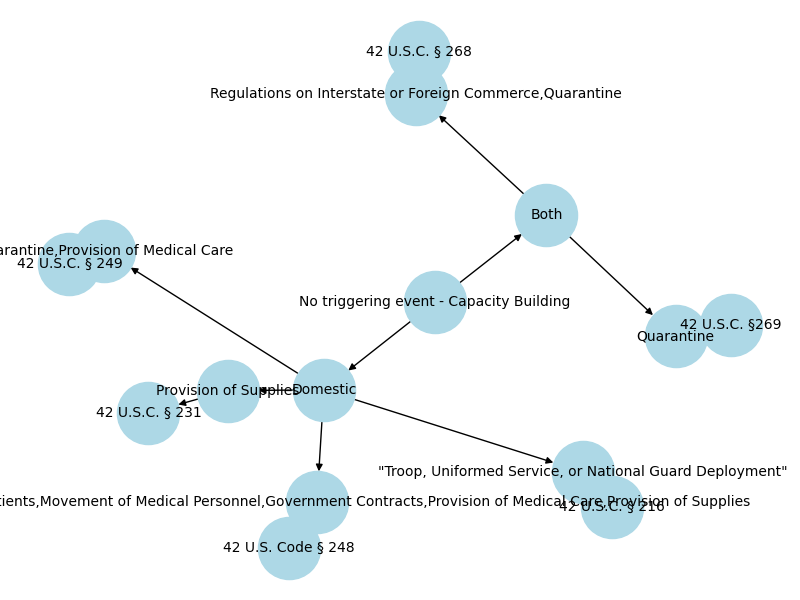 42 U.S.C. § 268
Regulations on Interstate or Foreign Commerce,Quarantine
Both
arantine,Provision of Medical Care
42 U.S.C. § 249
No triggering event - Capacity Building
42 U.S.C. §269
Quarantine
Provision of Supplies
Domestic
42 U.S.C. § 231
"Troop, Uniformed Service, or National Guard Deployment"
tients,Movement of Medical Personnel,Government Contracts,Provision of Medical Care,Provision of Supplies
42 U.S.C. § 216
42 U.S. Code § 248